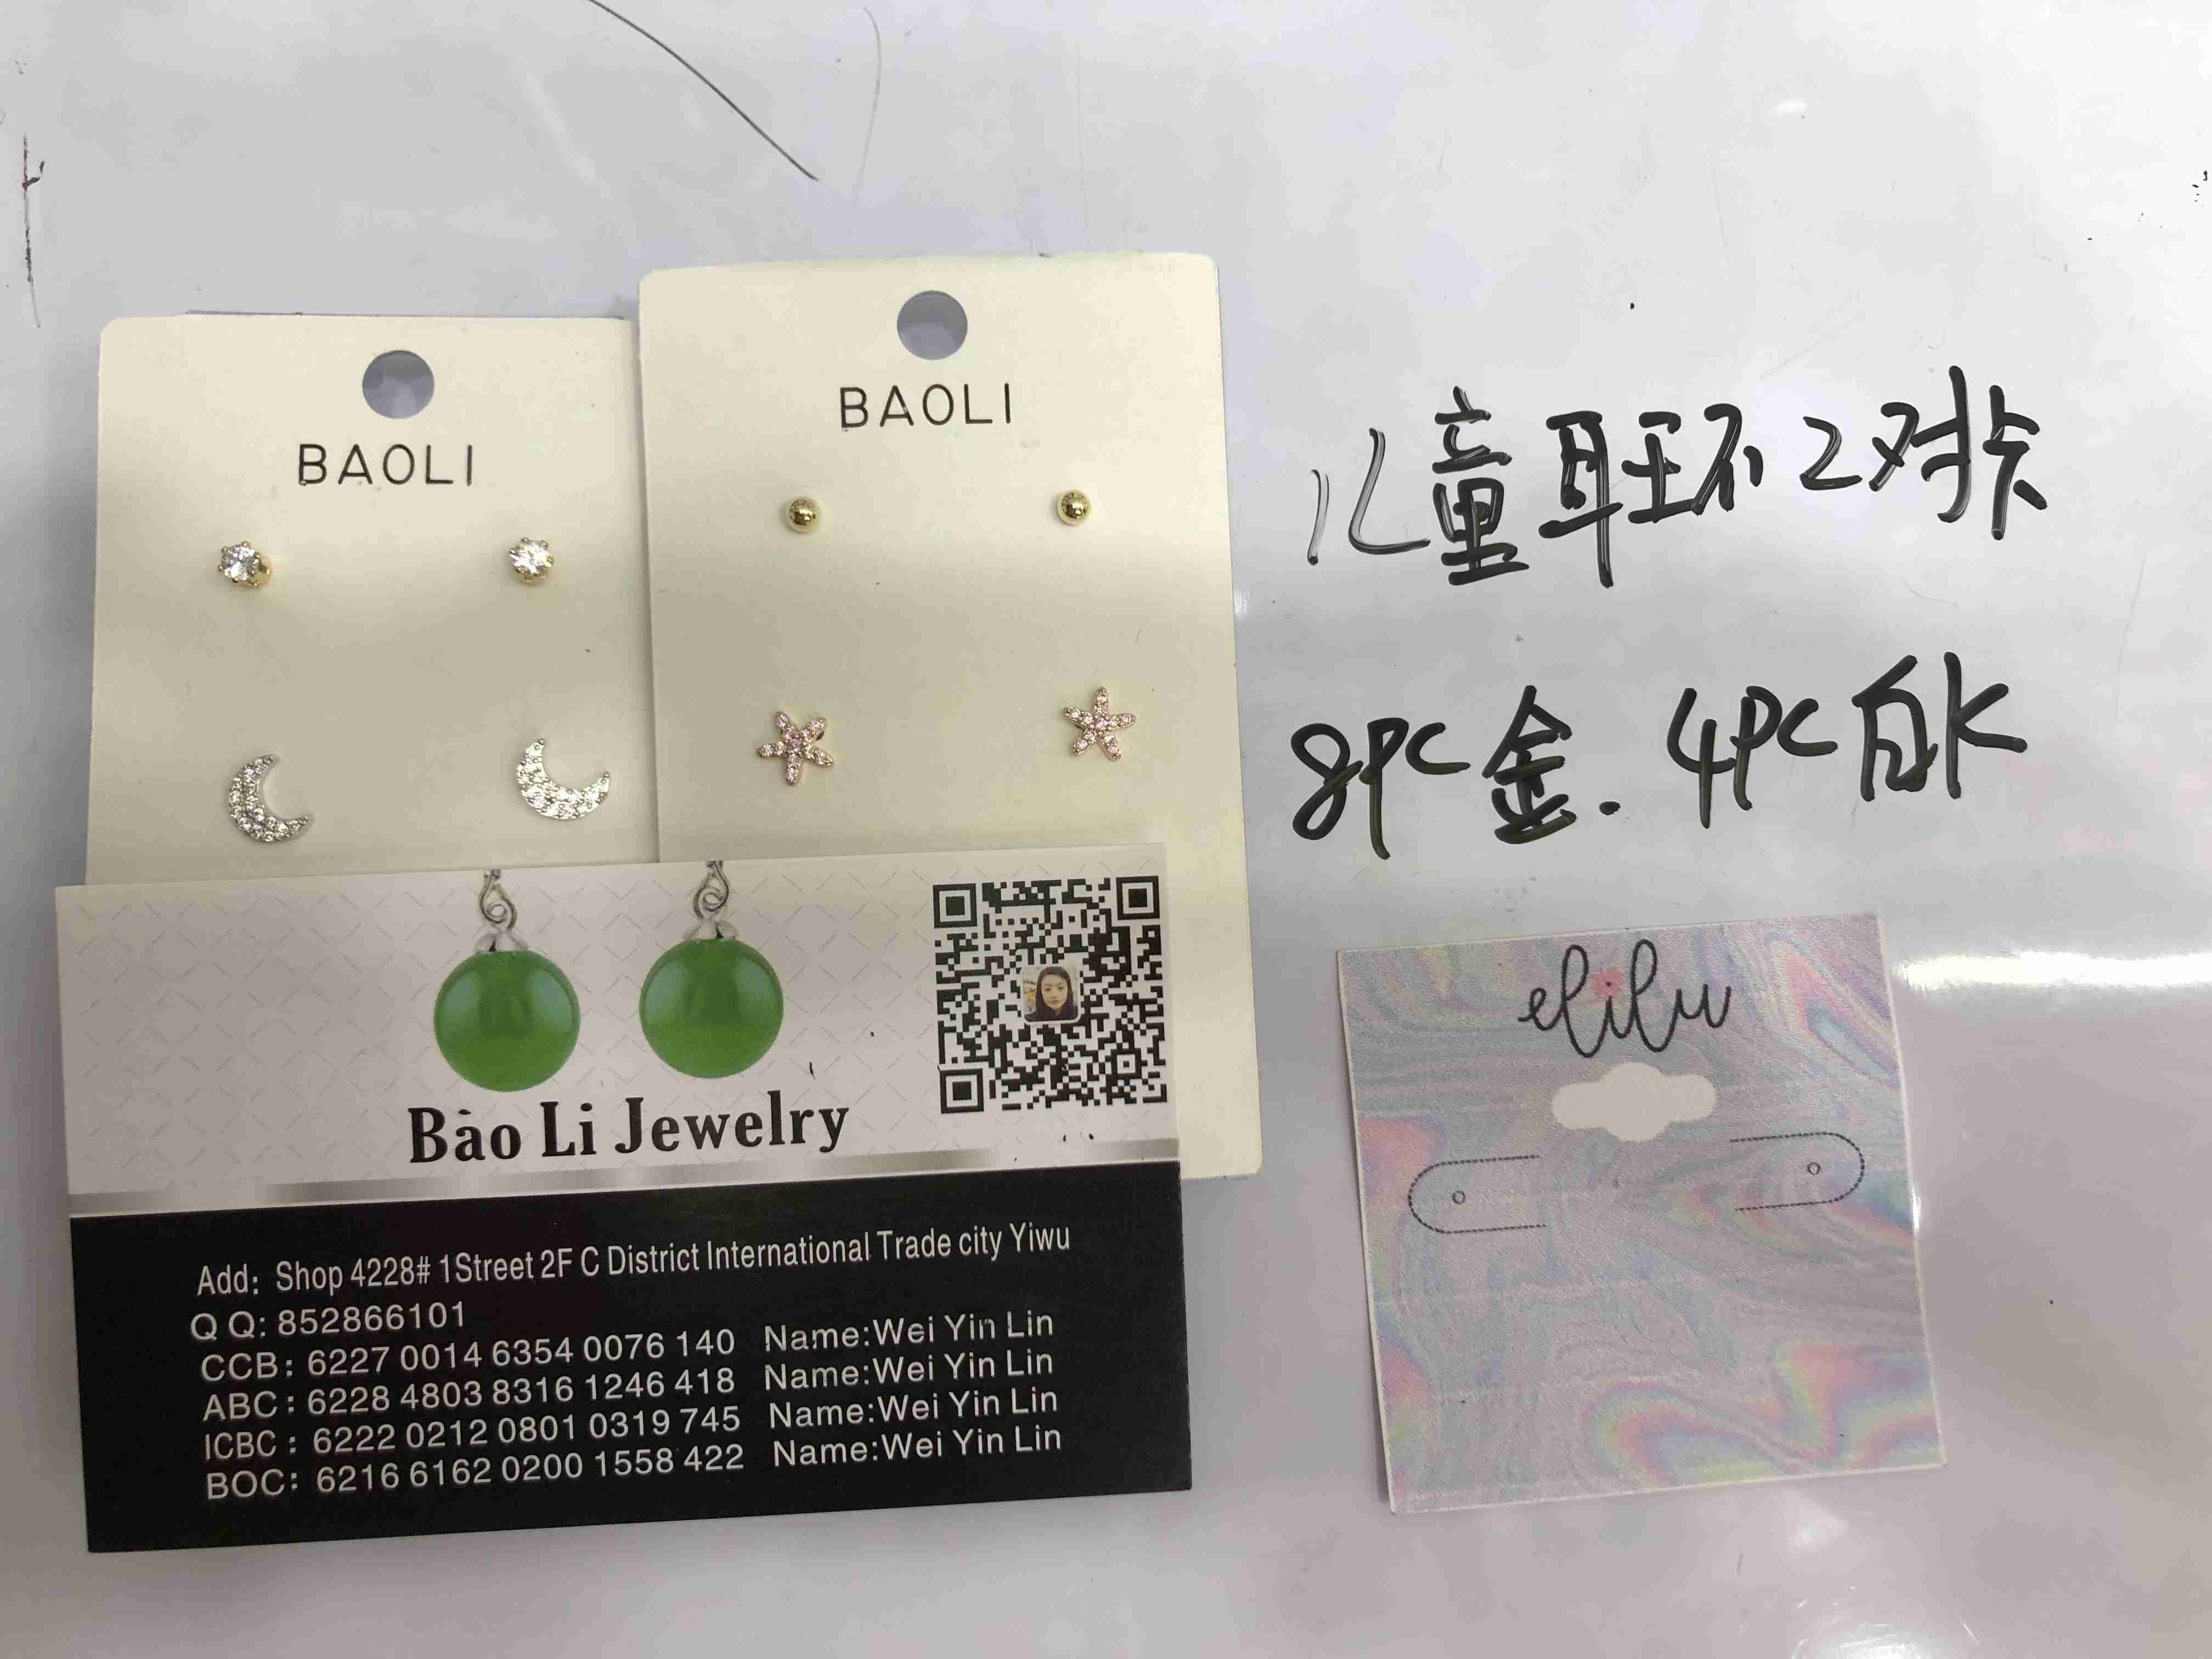 BAOLI
BAOLI
儿童耳环2对卡
8PC金.4PC白K
Bao Li Jewelry
Add: Shop 4228# 1Street 2F C District International Trade city Yiwu
Q Q: 852866101
CCB: 6227 0014 6354 0076 140 Name:Wei Yin Lin
ABC: 6228 4803 8316 1246 418 Name:Wei Yin Lin
ICBC: 6222 0212 0801 0319 745 Name:Wei Yin Lin
BOC: 6216 6162 0200 1558 422 Name:Wei Yin Lin
elilu